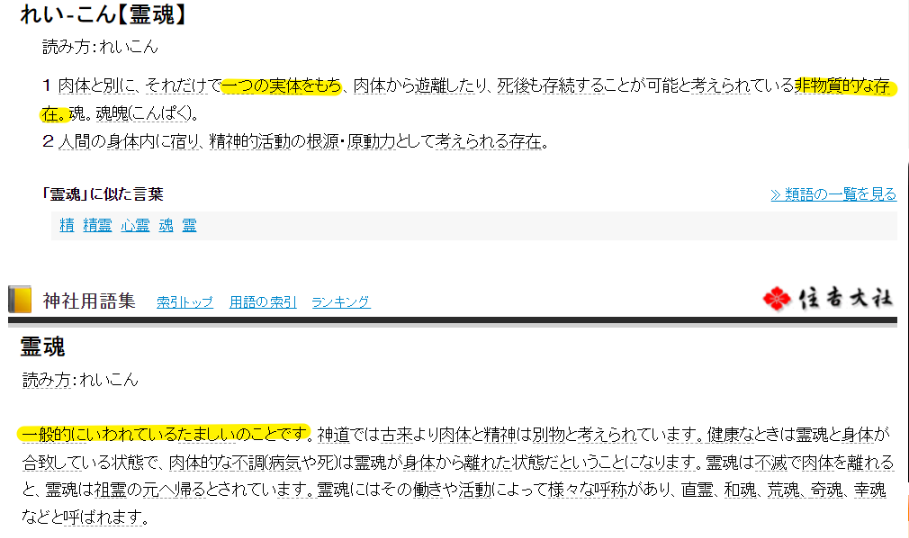 れい‐こん【霊魂】
読み方：れいこん
1 肉体と別に、それだけで一つの実体をもち、肉体から遊離したり、死後も存続することが可能と考えられている非物質的な存
在。魂。魂魄(こんぱく)。
2 人間の身体内に宿り、精神的活動の根源・原動力として考えられる存在。
「霊魂」に似た言葉
≫ 類語の一覧を見る
精 精霊 心霊 魂 霊
神社用語集 索引トップ 用語の索引 ランキング
住吉大社
霊魂
読み方：れいこん
一般的にいわれているたましいのことです。神道では古来より肉体と精神は別物と考えられています。健康なときは霊魂と身体が
合致している状態で、肉体的な不調(病気や死)は霊魂が身体から離れた状態だということになります。霊魂は不滅で肉体を離れる
と、霊魂は祖霊の元へ帰るとされています。霊魂にはその働きや活動によって様々な呼称があり、直霊、和魂、荒魂、奇魂、幸魂
などと呼ばれます。